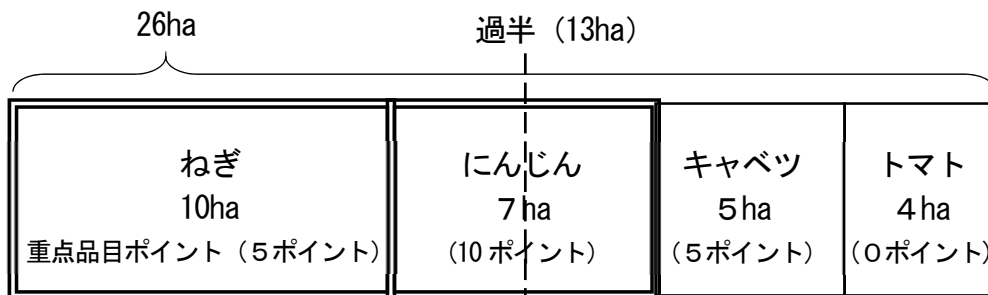 26ha
過半（13ha）
ねぎ
10ha
重点品目ポイント（５ポイント）
にんじん
７ha
（10ポイント）
キャベツ
５ha
（５ポイント）
トマト
４ha
（０ポイント）